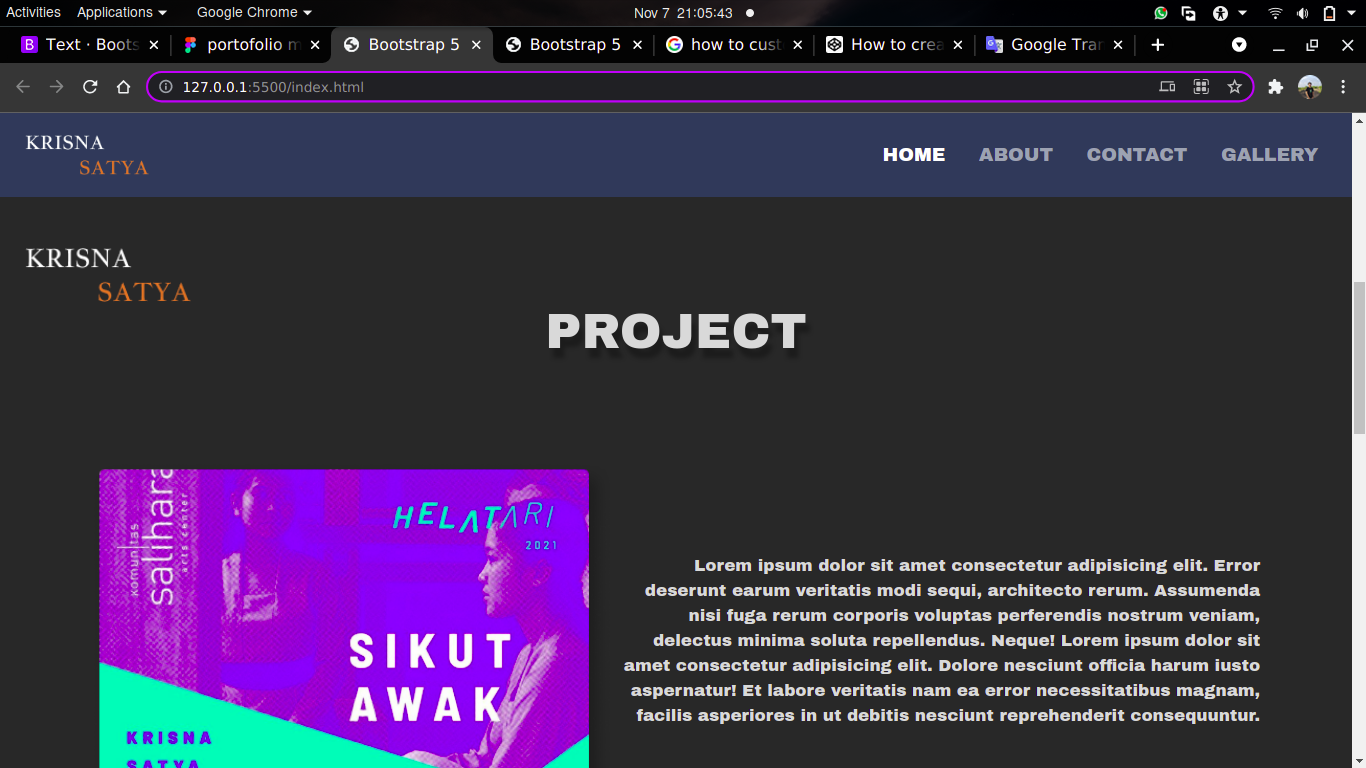 Activities Applications Google Chrome Nov 7 21:05:43
Text · Boots portofolio m Bootstrap 5 Bootstrap 5 how to cust How to crea Google Tran
127.0.0.1:5500/index.html
KRISNA
SATYA
HOME ABOUT CONTACT GALLERY
KRISNA
SATYA
PROJECT
komunitas
salihara
arts center
HELATARI
2021
SIKUT
AWAK
KRISNA
SATYA
Lorem ipsum dolor sit amet consectetur adipisicing elit. Error
deserunt earum veritatis modi sequi, architecto rerum. Assumenda
nisi fuga rerum corporis voluptas perferendis nostrum veniam,
delectus minima soluta repellendus. Neque! Lorem ipsum dolor sit
amet consectetur adipisicing elit. Dolore nesciunt officia harum iusto
aspernatur! Et labore veritatis nam ea error necessitatibus magnam,
facilis asperiores in ut debitis nesciunt reprehenderit consequuntur.